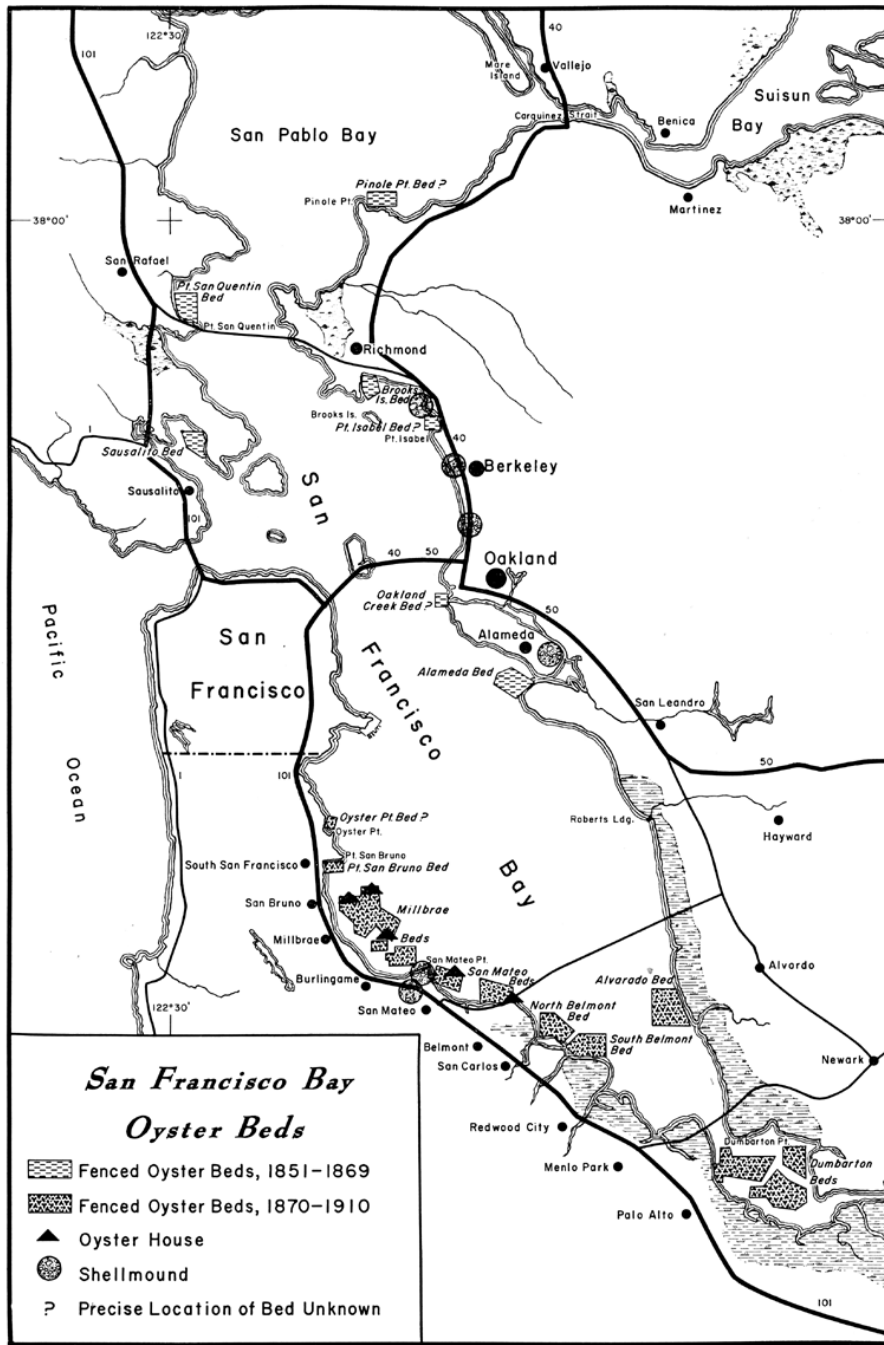 122°30'
101
40
Mare
Island
Vallejo
Suisun
Bay
Carquinez Strait
Benica
San Pablo Bay
Pinole Pt. Bed ?
Pinole Pt.
Martinez
38°00'
38°00'
San Rafael
Pt. San Quentin
Bed
Pt. San Quentin
Richmond
Brooks
Is. Bed
Brooks Is.
Pt. Isabel Bed ?
Pt. Isabel
1
40
Sausalito Bed
Berkeley
Sausalito
San
101
40
50
Oakland
Oakland
Creek Bed ?
50
Pacific
San
Francisco
Alameda
Francisco
Alameda Bed
San Leandro
Ocean
1
101
50
Oyster Pt. Bed ?
Oyster Pt.
Roberts Ldg.
Hayward
Pt. San Bruno
South San Francisco
Pt. San Bruno Bed
Bay
San Bruno
Millbrae
Millbrae
Beds
San Mateo Pt.
San Mateo
Beds
Alvarado Bed
Alvardo
Burlingame
122°30'
San Mateo
North Belmont
Bed
South Belmont
Bed
Belmont
San Carlos
Newark
Redwood City
Dumbarton Pt.
Dumbarton
Beds
Menlo Park
Palo Alto
101
San Francisco Bay
Oyster Beds
Fenced Oyster Beds, 1851–1869
Fenced Oyster Beds, 1870–1910
Oyster House
Shellmound
? Precise Location of Bed Unknown